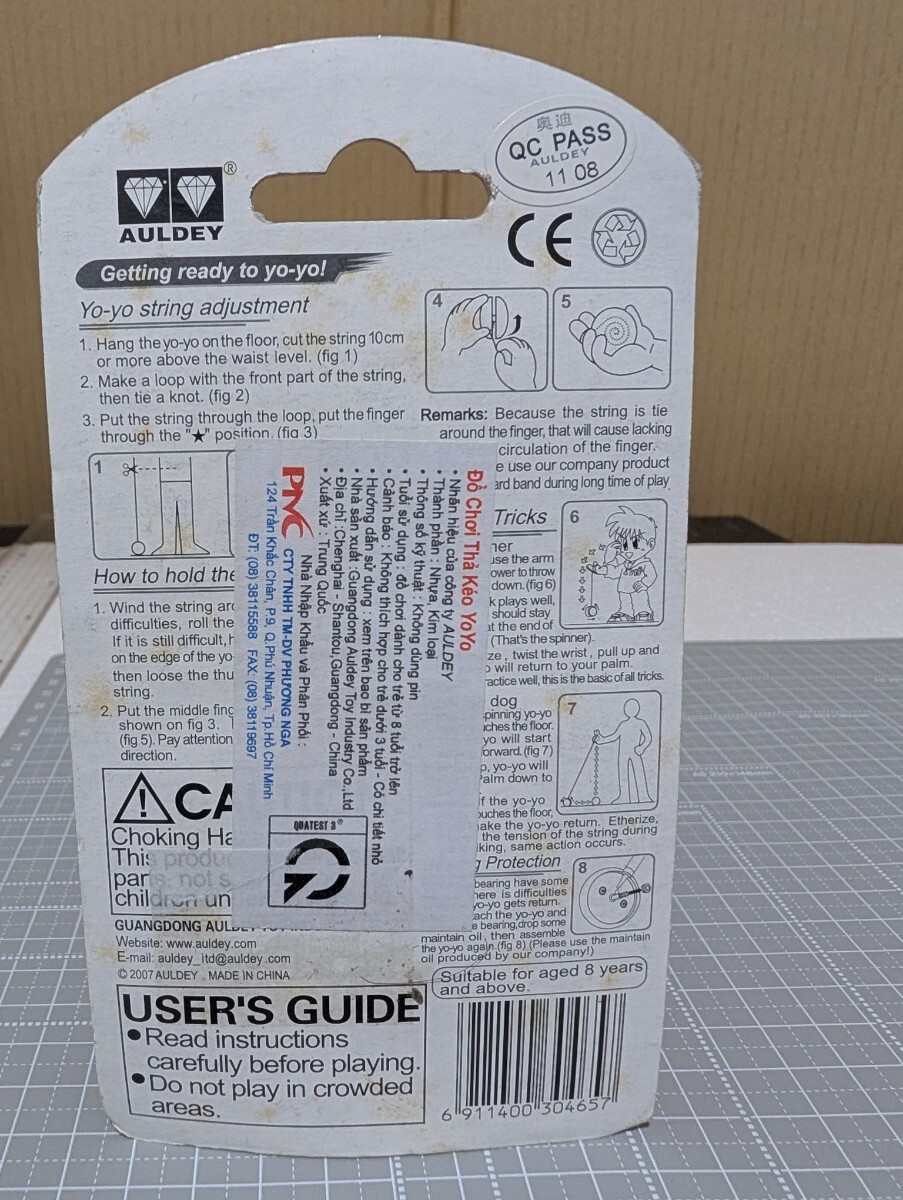 奥迪
QC PASS
AULDEY
11 08
®
AULDEY
CE
Getting ready to yo-yo!
Yo-yo string adjustment
1. Hang the yo-yo on the floor, cut the string 10cm
or more above the waist level. (fig 1)
2. Make a loop with the front part of the string,
then tie a knot. (fig 2)
3. Put the string through the loop, put the finger
through the "★" position. (fig 3)
1
How to hold the
1. Wind the string
difficulties, roll the
If it is still difficult,
on the edge of the yo
then loose the
string.
2. Put the middle
shown on fig 3.
(fig 5). Pay attention
direction.
Choking
This produ
parts not s
children un
GUANGDONG
Website: www.auldey.com
E-mail: auldey_itd@auldey.com
© 2007 AULDEY . MADE IN CHINA
USER'S GUIDE
• Read instructions
carefully before playing.
• Do not play in crowded
areas.
4
5
Remarks: Because the string is tie
around the finger, that will cause lacking
circulation of the finger.
e use our company product
ard band during long time of play
Tricks
6
ner
use the arm
ower to throw
down. (fig 6)
k plays well,
should stay
at the end of
(That's the spinner).
ze , twist the wrist , pull up and
o will return to your palm.
ractice well, this is the basic of all tricks.
dog
7
pinning yo-yo
ches the floor.
yo will start
forward. (fig 7)
p, yo-yo will
palm down to
f the yo-yo
ouches the floor,
ake the yo-yo return. Etherize,
the tension of the string during
king, same action occurs.
g Protection
8
bearing have some
here is difficulties
yo-yo gets return.
ach the yo-yo and
e bearing,drop some
maintain oil, then assemble
the yo-yo again.(fig 8) (Please use the maintain
oil produced by our company!)
Suitable for aged 8 years
and above.
6 911400 304657
Đồ Chơi Thả Kéo YoYo
• Nhãn hiệu của công ty AULDEY
• Thành phần : Nhựa, Kim loại
• Thông số kỹ thuật : Không dùng pin
• Tuổi sử dụng : đồ chơi dành cho trẻ từ 8 tuổi trở lên
• Cảnh báo : Không thích hợp cho trẻ dưới 3 tuổi - Có chi tiết nhỏ
• Hướng dẫn sử dụng : xem trên bao bì sản phẩm
• Nhà sản xuất :Guangdong Auldey Toy Industry Co.,Ltd
• Địa chỉ :Chenghai - Shantou,Guangdong - China
• Xuất xứ : Trung Quốc
Nhà Nhập Khẩu và Phân Phối :
PNC
CTY TNHH TM-DV PHƯƠNG NGA
124 Trần Khắc Chân, P.9, Q.Phú Nhuận, Tp.Hồ Chí Minh
ĐT: (08) 38115588 FAX: (08) 38119697
QUATEST 3®